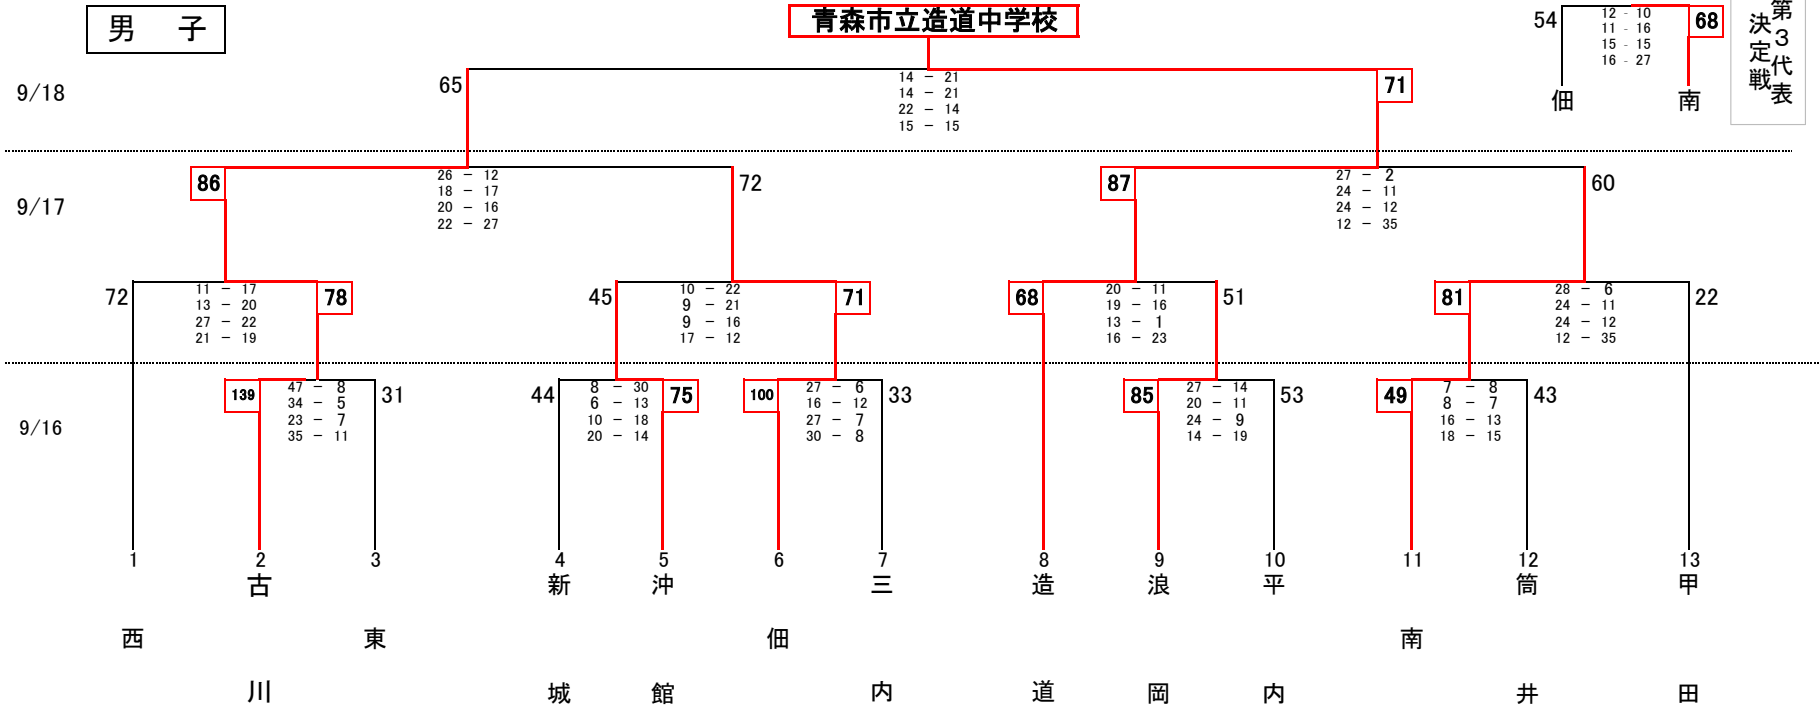 男 子
青森市立造道中学校
第3代表
決定戦
54
12 - 10
11 - 16
15 - 15
16 - 27
68
佃
南
9/18
65
14 - 21
14 - 21
22 - 14
15 - 15
71
9/17
86
26 - 12
18 - 17
20 - 16
22 - 27
72
87
27 - 2
24 - 11
24 - 12
12 - 35
60
72
11 - 17
13 - 20
27 - 22
21 - 19
78
45
10 - 22
9 - 21
9 - 16
17 - 12
71
68
20 - 11
19 - 16
13 - 1
16 - 23
51
81
28 - 6
24 - 11
24 - 12
12 - 35
22
9/16
139
47 - 8
34 - 5
23 - 7
35 - 11
31
44
8 - 30
6 - 13
10 - 18
20 - 14
75
100
27 - 6
16 - 12
27 - 7
30 - 8
33
85
27 - 14
20 - 11
24 - 9
14 - 19
53
49
7 - 8
8 - 7
16 - 13
18 - 15
43
1
西
2
古川
3
東
4
新城
5
沖館
6
佃
7
三内
8
造道
9
浪岡
10
平内
11
南
12
筒井
13
甲田